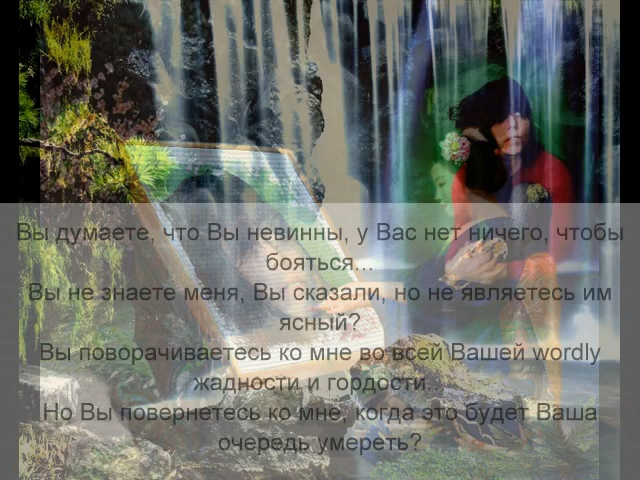 Вы думаете, что Вы невинны, у Вас нет ничего, чтобы
бояться...
Вы не знаете меня, Вы сказали, но не являетесь им
ясный?
Вы поворачиваетесь ко мне во всей Вашей wordly
жадности и гордости...
Но Вы повернетесь ко мне, когда это будет Ваша
очередь умереть?